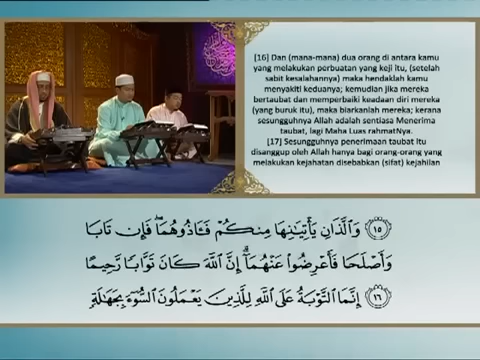 [16] Dan (mana-mana) dua orang di antara kamu
yang melakukan perbuatan yang keji itu, (setelah
sabit kesalahannya) maka hendaklah kamu
menyakiti keduanya; kemudian jika mereka
bertaubat dan memperbaiki keadaan diri mereka
(yang buruk itu), maka biarkanlah mereka; kerana
sesungguhnya Allah adalah sentiasa Menerima
taubat, lagi Maha Luas rahmatNya.
[17] Sesungguhnya penerimaan taubat itu
disanggup oleh Allah hanya bagi orang-orang yang
melakukan kejahatan disebabkan (sifat) kejahilan
١٥ وَٱلَّذَانِ يَأْتِيَـٰنِهَا مِنكُمْ فَـَٔاذُوهُمَا ۖ فَإِن تَابَا
وَأَصْلَحَا فَأَعْرِضُوا۟ عَنْهُمَآ ۗ إِنَّ ٱللَّهَ كَانَ تَوَّابًا رَّحِيمًا
١٦ إِنَّمَا ٱلتَّوْبَةُ عَلَى ٱللَّهِ لِلَّذِينَ يَعْمَلُونَ ٱلسُّوٓءَ بِجَهَـٰلَةٍ